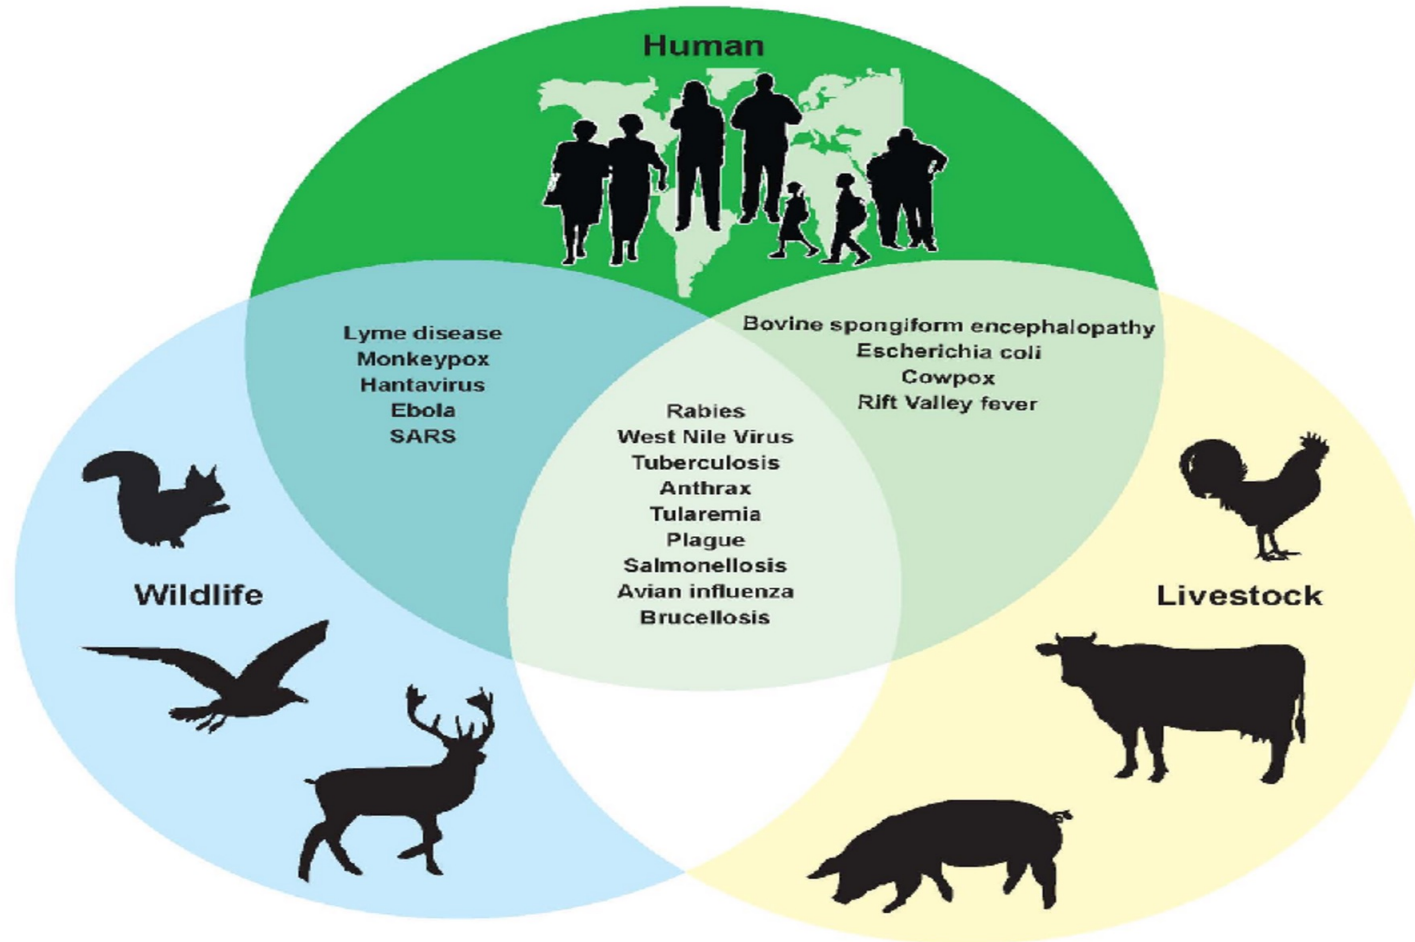 Human
Lyme disease
Monkeypox
Hantavirus
Ebola
SARS
Bovine spongiform encephalopathy
Escherichia coli
Cowpox
Rift Valley fever
Rabies
West Nile Virus
Tuberculosis
Anthrax
Tularemia
Plague
Salmonellosis
Avian influenza
Brucellosis
Wildlife
Livestock